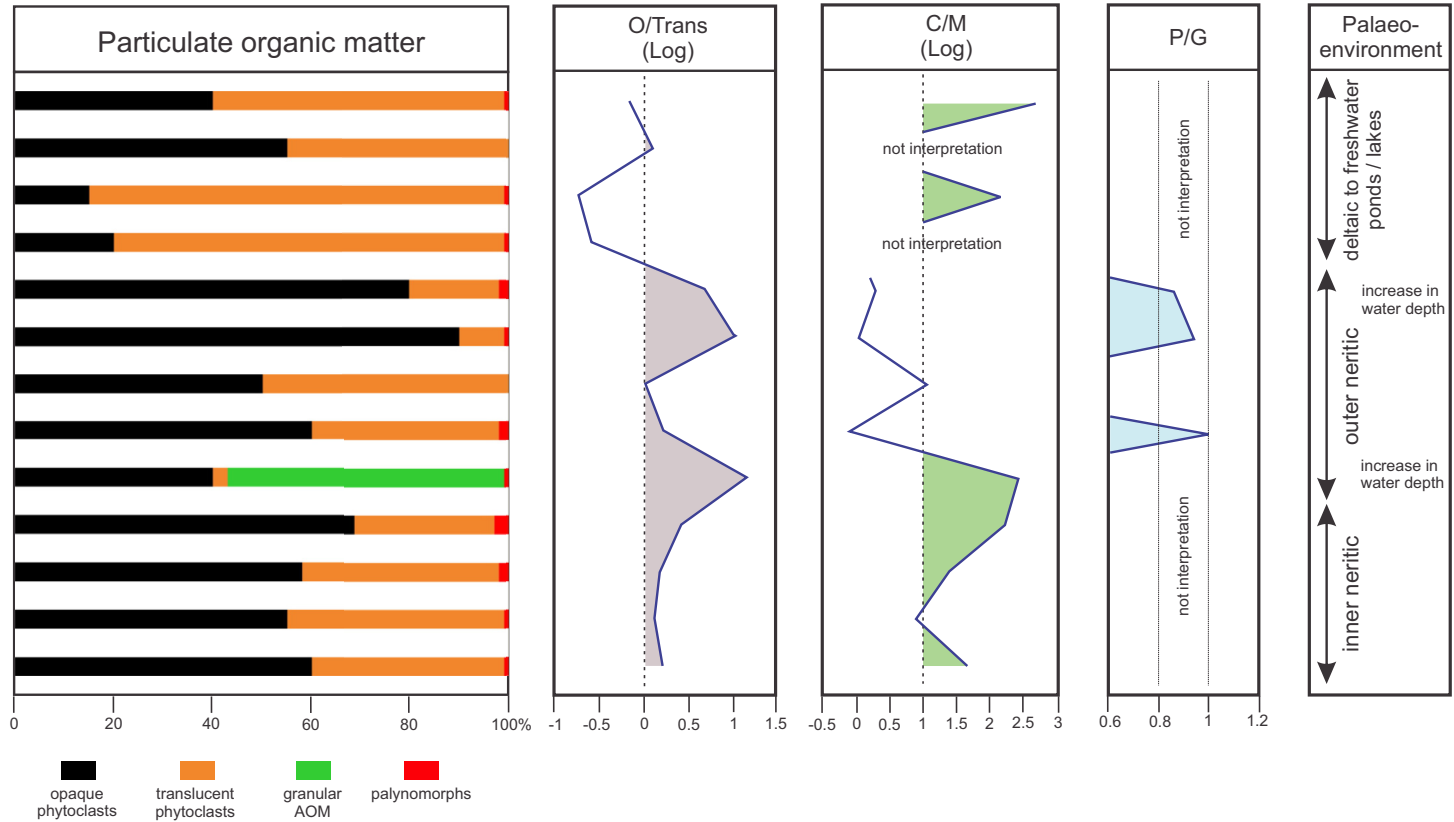 Particulate organic matter
O/Trans
(Log)
C/M
(Log)
P/G
Palaeo-
environment
not interpretation
not interpretation
not interpretation
not interpretation
deltaic to freshwater
ponds / lakes
outer neritic
inner neritic
increase in
water depth
increase in
water depth
0
20
40
60
80
100%
-1
-0.5
0
0.5
1
1.5
-0.5
0
1
1.5
2
2.5
3
0.6
0.8
1
1.2
opaque
phytoclasts
translucent
phytoclasts
granular
AOM
palynomorphs